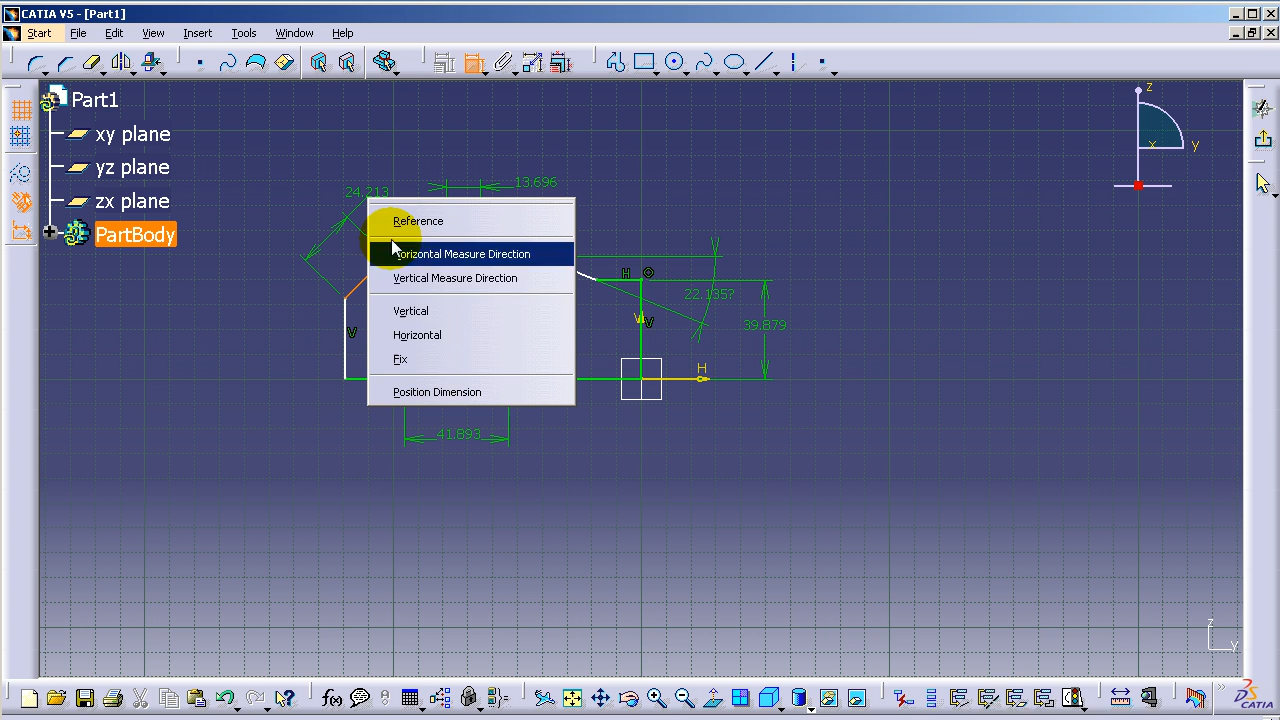 CATIA V5 - [Part1]
Start File Edit View Insert Tools Window Help
Part1
xy plane
yz plane
zx plane
PartBody
z
x
y
24.213
13.696
Reference
Horizontal Measure Direction
Vertical Measure Direction
Vertical
Horizontal
Fix
Position Dimension
H
V
22.135?
V
V
39.879
H
41.893
z
y
f(x)
CATIA